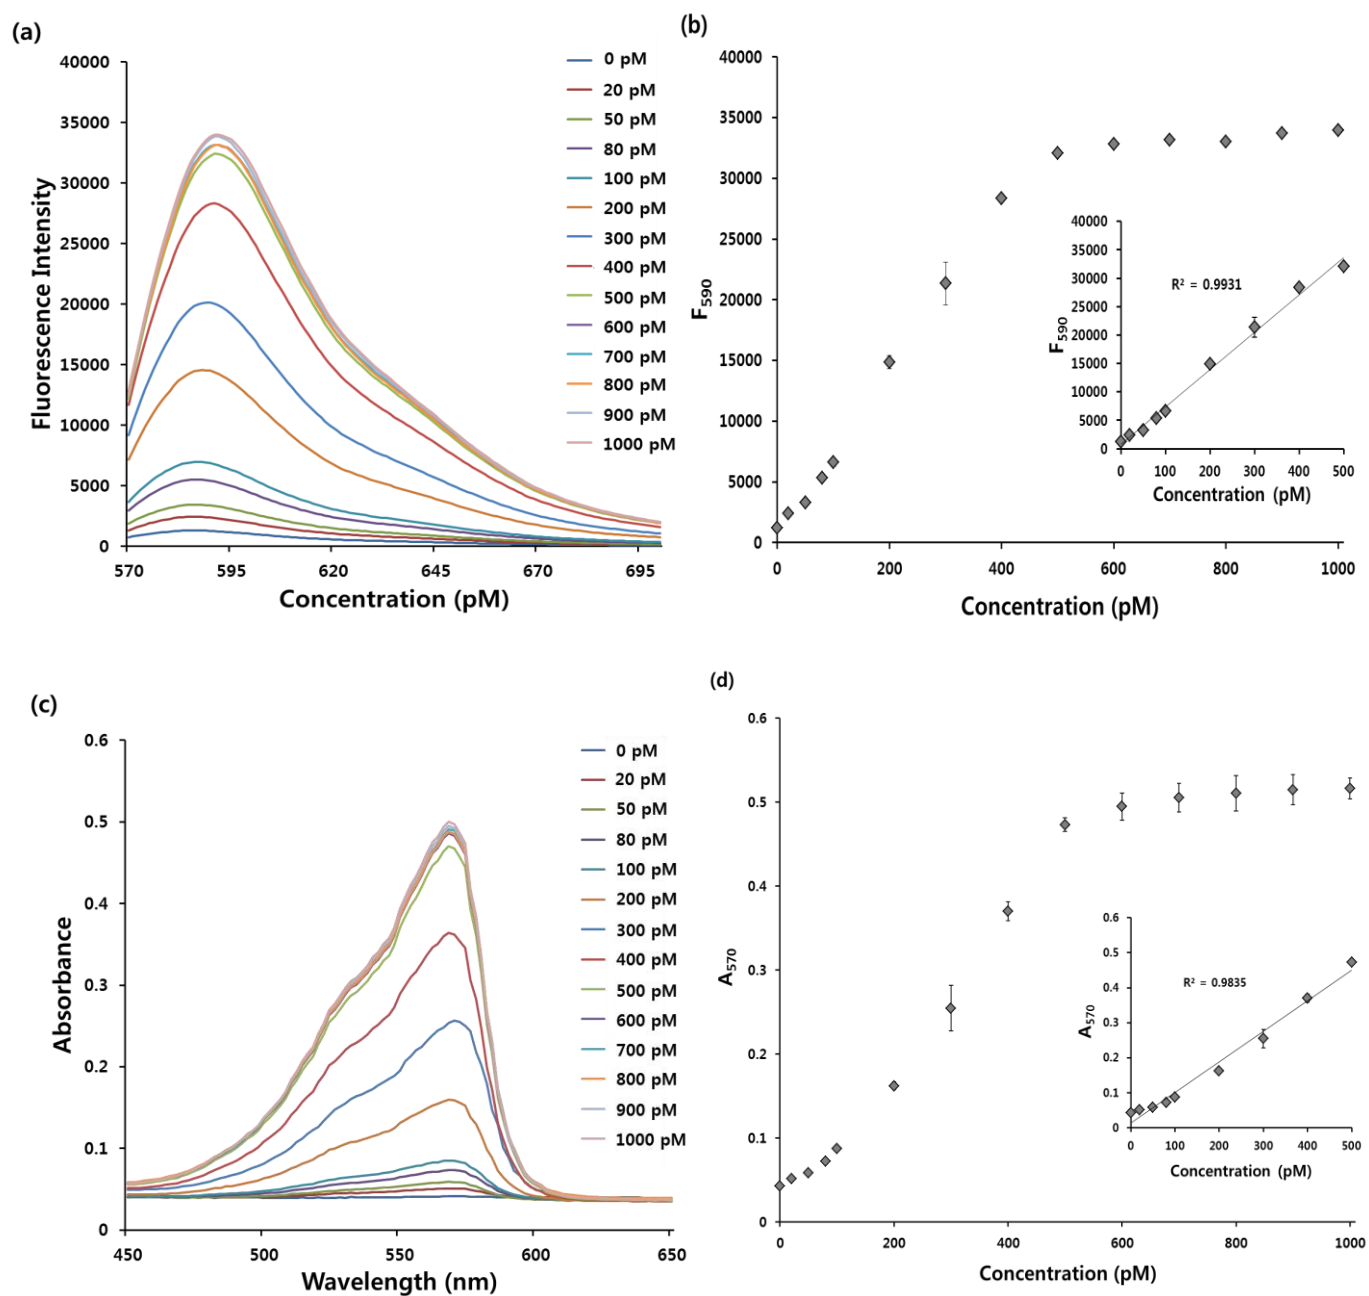 (a)
Fluorescence Intensity
40000
35000
30000
25000
20000
15000
10000
5000
0
570 595 620 645 670 695
Concentration (pM)
0 pM
20 pM
50 pM
80 pM
100 pM
200 pM
300 pM
400 pM
500 pM
600 pM
700 pM
800 pM
900 pM
1000 pM
(b)
F590
40000
35000
30000
25000
20000
15000
10000
5000
0
0 200 400 600 800 1000
Concentration (pM)
F590
40000
35000
30000
25000
20000
15000
10000
5000
0
R² = 0.9931
0 100 200 300 400 500
Concentration (pM)
(c)
Absorbance
0.6
0.5
0.4
0.3
0.2
0.1
0
450 500 550 600 650
Wavelength (nm)
0 pM
20 pM
50 pM
80 pM
100 pM
200 pM
300 pM
400 pM
500 pM
600 pM
700 pM
800 pM
900 pM
1000 pM
(d)
A570
0.6
0.5
0.4
0.3
0.2
0.1
0
0 200 400 600 800 1000
Concentration (pM)
A570
0.6
0.5
0.4
0.3
0.2
0.1
0
R² = 0.9835
0 100 200 300 400 500
Concentration (pM)